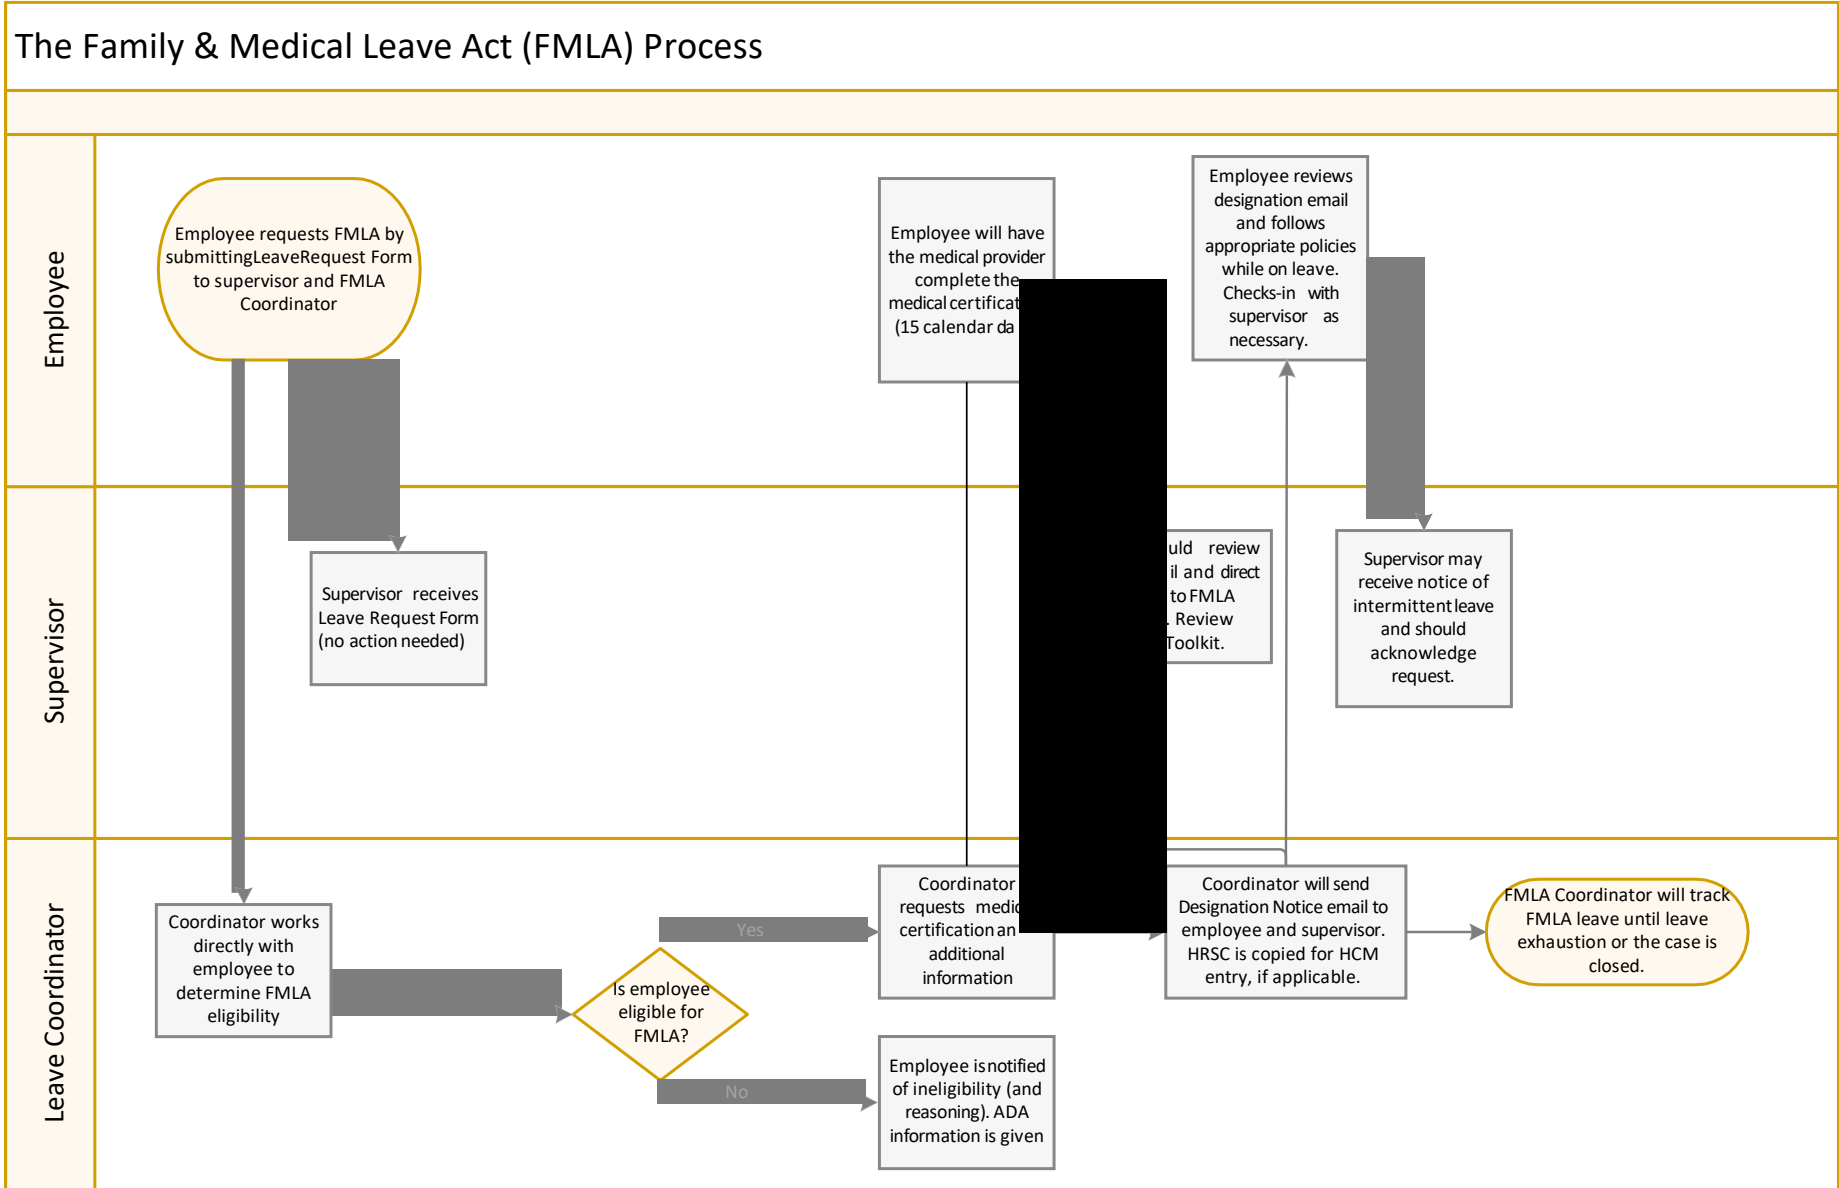 The Family & Medical Leave Act (FMLA) Process
Employee
Employee requests FMLA by
submittingLeaveRequest Form
to supervisor and FMLA
Coordinator
Employee will have
the medical provider
complete the
medical
(15 calendar
Employee reviews
designation email
and follows
appropriate policies
while on leave.
Checks-in with
supervisor as
necessary.
Supervisor
Supervisor receives
Leave Request Form
(no action needed)
review
and direct
to FMLA
Review
Toolkit.
Supervisor may
receive notice of
intermittent leave
and should
acknowledge
request.
Leave Coordinator
Coordinator works
directly with
employee to
determine FMLA
eligibility
Is employee
eligible for
FMLA?
Yes
No
Coordinator
requests
certification
additional
information
Employee is notified
of ineligibility (and
reasoning). ADA
information is given
Coordinator will send
Designation Notice email to
employee and supervisor.
HRSC is copied for HCM
entry, if applicable.
FMLA Coordinator will track
FMLA leave until leave
exhaustion or the case is
closed.